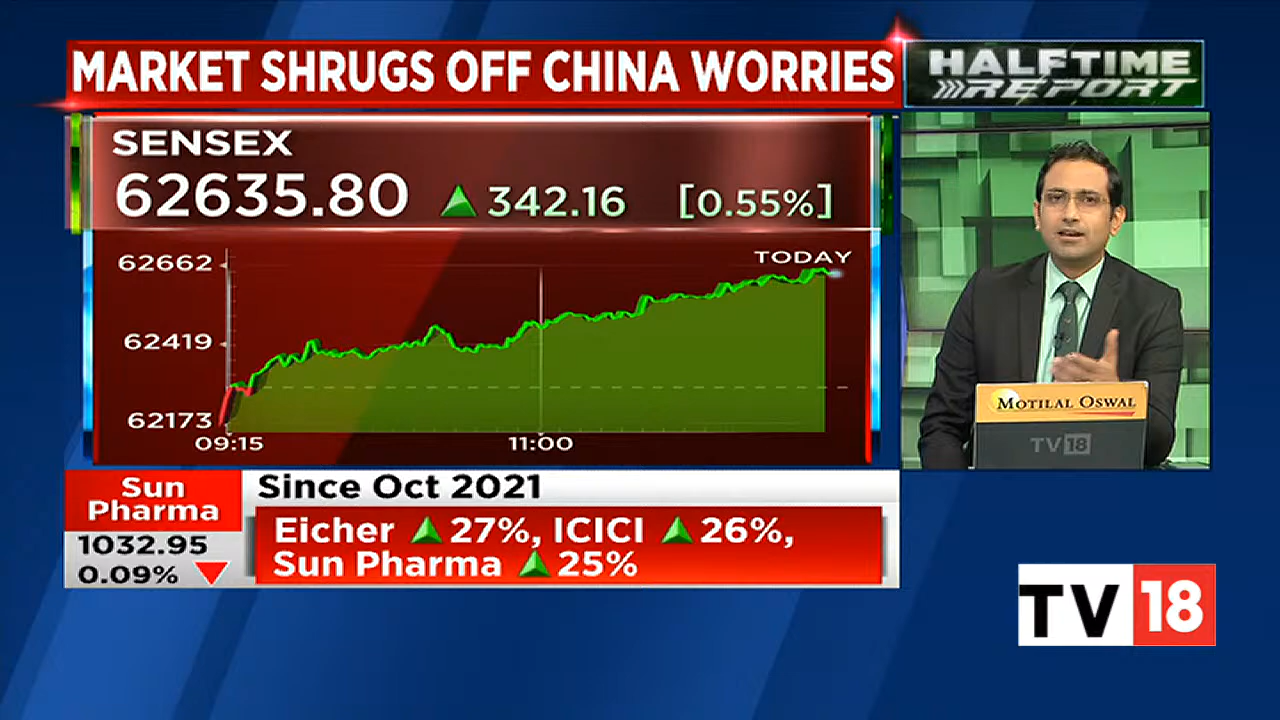 MARKET SHRUGS OFF CHINA WORRIES
HALFTIME
REPORT
SENSEX
62635.80 ▲ 342.16 [0.55%]
TODAY
62662
62419
62173
09:15 11:00
MOTILAL OSWAL
TV18
Sun
Pharma
1032.95
0.09% ▼
Since Oct 2021
Eicher ▲ 27%, ICICI ▲ 26%,
Sun Pharma ▲ 25%
TV18